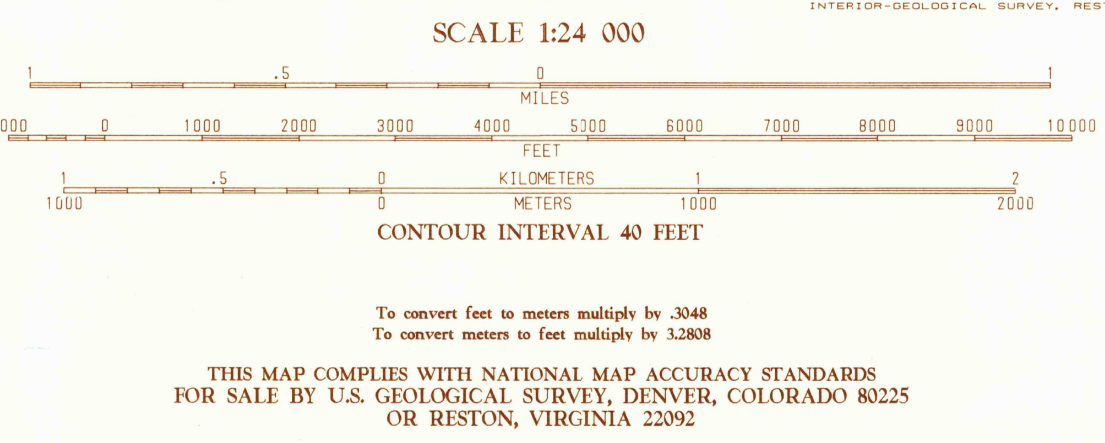 INTERIOR-GEOLOGICAL SURVEY, RES
SCALE 1:24 000
1 .5 0 1
MILES
000 0 1000 2000 3000 4000 5000 6000 7000 8000 9000 10000
FEET
1 .5 0 KILOMETERS 1 2
1000 0 METERS 1000 2000
CONTOUR INTERVAL 40 FEET
To convert feet to meters multiply by .3048
To convert meters to feet multiply by 3.2808
THIS MAP COMPLIES WITH NATIONAL MAP ACCURACY STANDARDS
FOR SALE BY U.S. GEOLOGICAL SURVEY, DENVER, COLORADO 80225
OR RESTON, VIRGINIA 22092